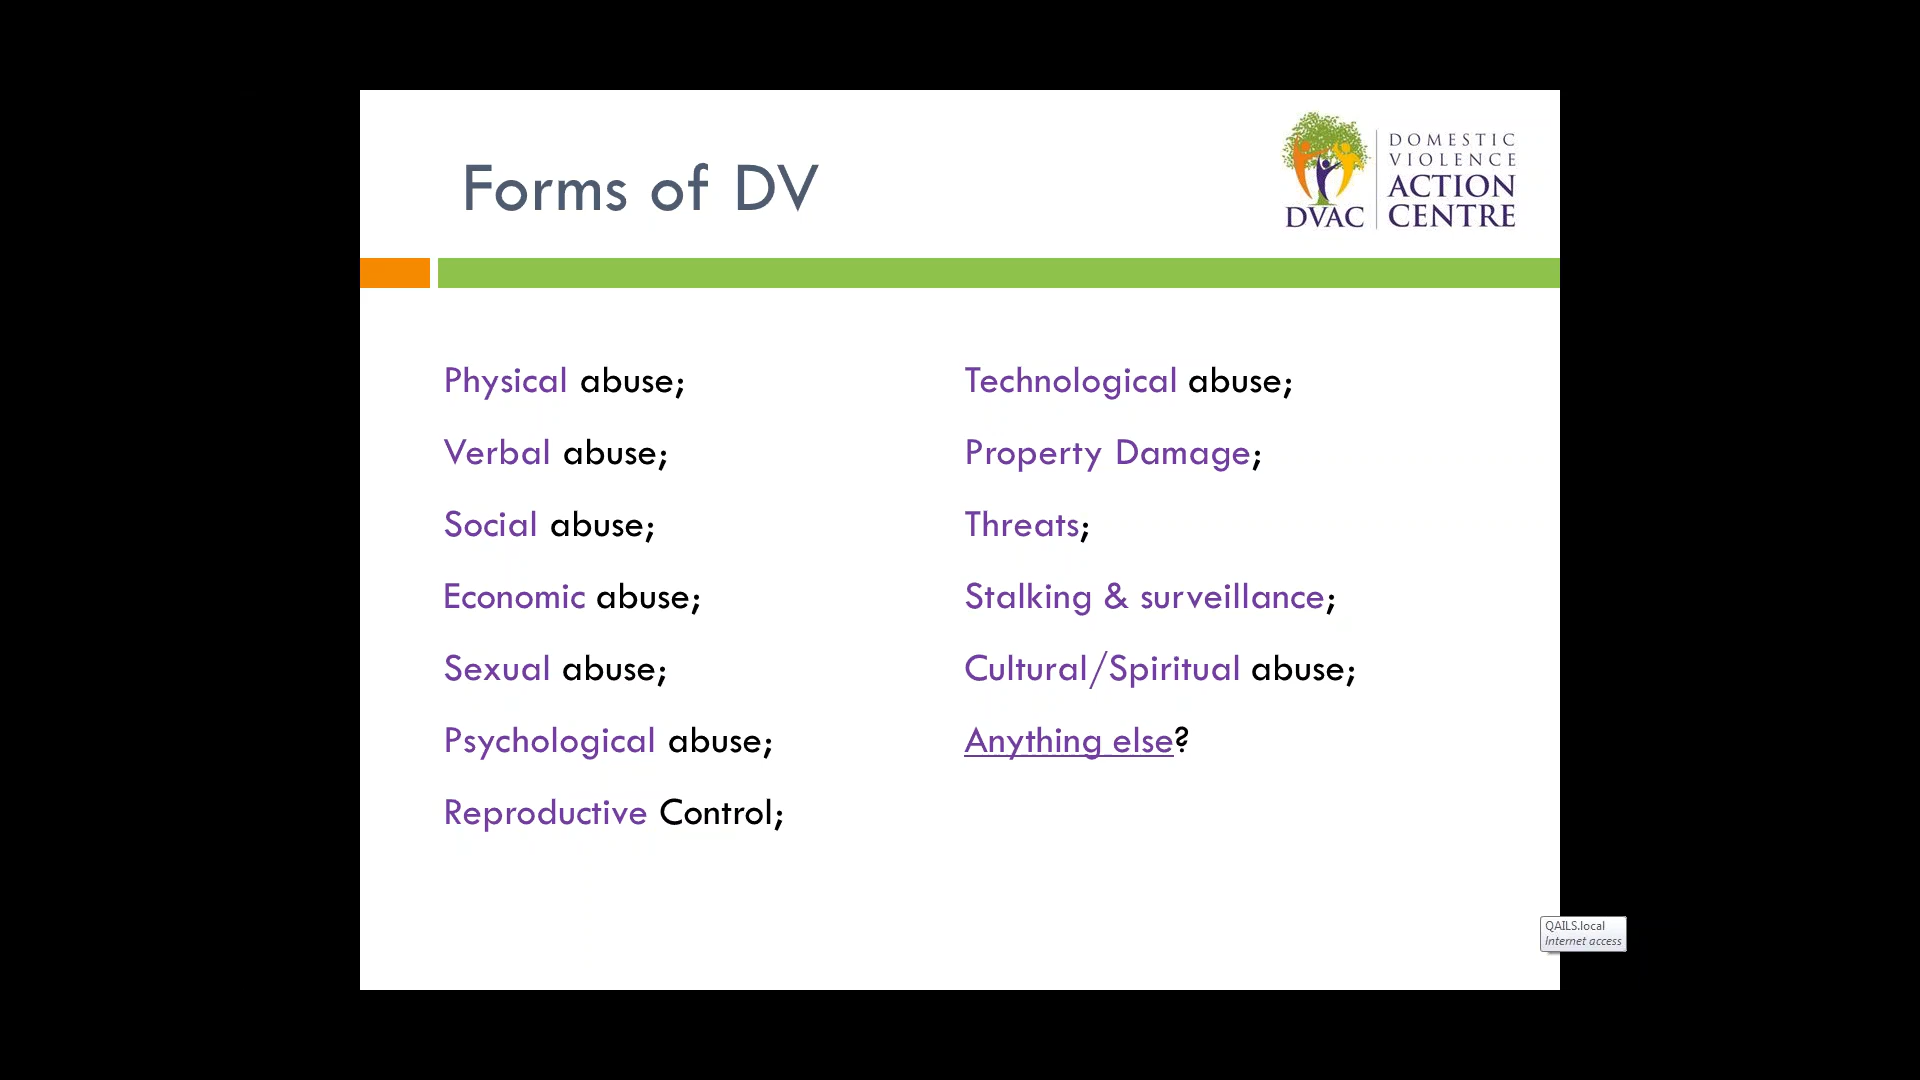 Forms of DV
DOMESTIC
VIOLENCE
ACTION
CENTRE
DVAC
Physical abuse;
Verbal abuse;
Social abuse;
Economic abuse;
Sexual abuse;
Psychological abuse;
Reproductive Control;
Technological abuse;
Property Damage;
Threats;
Stalking & surveillance;
Cultural/Spiritual abuse;
Anything else?
QAILS.local
Internet access